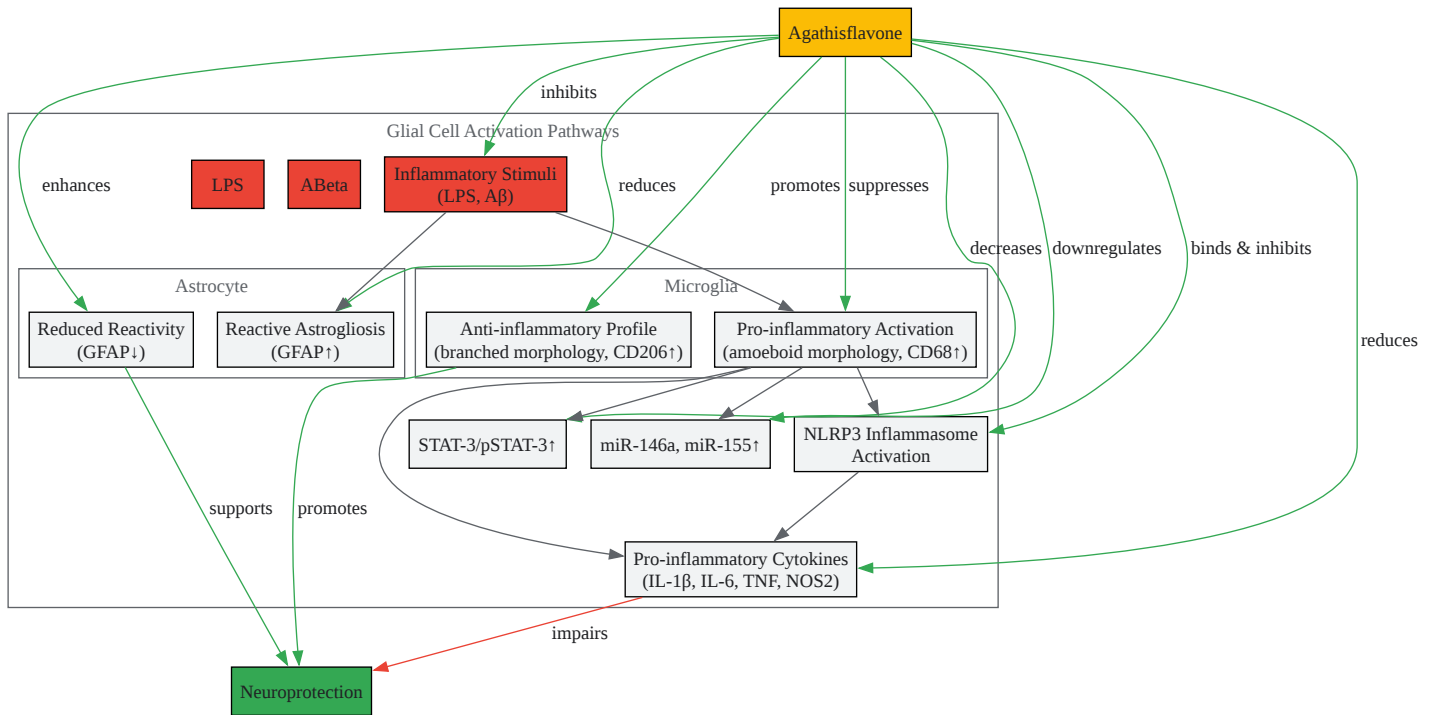 Agathisflavone
inhibits
Glial Cell Activation Pathways
enhances
LPS
ABeta
Inflammatory Stimuli
(LPS, Aβ)
reduces
promotes
suppresses
decreases
downregulates
binds & inhibits
Astrocyte
Microglia
Reduced Reactivity
(GFAP↓)
Reactive Astrogliosis
(GFAP↑)
Anti-inflammatory Profile
(branched morphology, CD206↑)
Pro-inflammatory Activation
(amoeboid morphology, CD68↑)
reduces
STAT-3/pSTAT-3↑
miR-146a, miR-155↑
NLRP3 Inflammasome
Activation
supports
promotes
Pro-inflammatory Cytokines
(IL-1β, IL-6, TNF, NOS2)
impairs
Neuroprotection